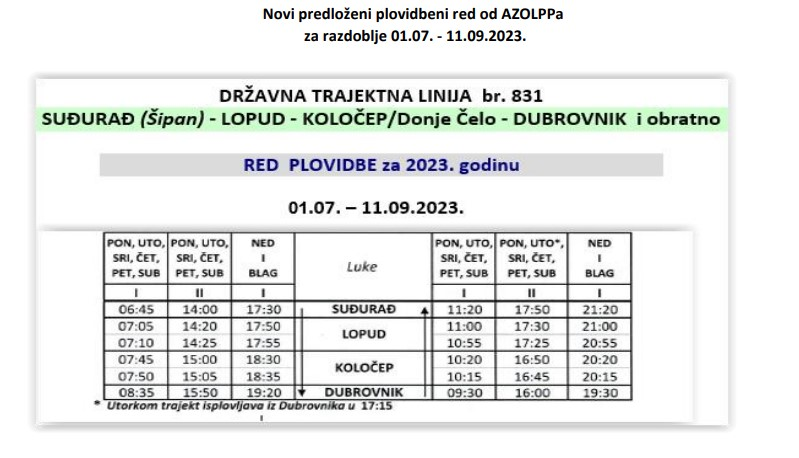 Novi predloženi plovidbeni red od AZOLPPa
za razdoblje 01.07. - 11.09.2023.
DRŽAVNA TRAJEKTNA LINIJA br. 831
SUĐURAĐ (Šipan) - LOPUD - KOLOČEP/Donje Čelo - DUBROVNIK i obratno
RED PLOVIDBE za 2023. godinu
01.07. – 11.09.2023.
PON, UTO, PON, UTO, NED PON, UTO, PON, UTO*, NED
SRI, ČET, SRI, ČET, I Luke SRI, ČET, SRI, ČET, I
PET, SUB PET, SUB BLAG PET, SUB PET, SUB BLAG
I II I I II I
06:45 14:00 17:30 SUĐURAĐ 11:20 17:50 21:20
07:05 14:20 17:50 LOPUD 11:00 17:30 21:00
07:10 14:25 17:55 10:55 17:25 20:55
07:45 15:00 18:30 KOLOČEP 10:20 16:50 20:20
07:50 15:05 18:35 10:15 16:45 20:15
08:35 15:50 19:20 DUBROVNIK 09:30 16:00 19:30
* Utorkom trajekt isplovljava iz Dubrovnika u 17:15